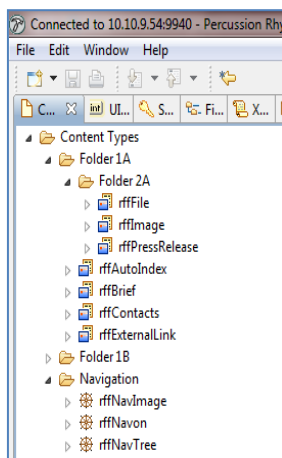 Connected to 10.10.9.54:9940 - Percussion Rhy
File Edit Window Help
C... UI... S... Fi... X...
Content Types
Folder 1A
Folder 2A
rffFile
rffImage
rffPressRelease
rffAutoIndex
rffBrief
rffContacts
rffExternalLink
Folder 1B
Navigation
rffNavImage
rffNavon
rffNavTree